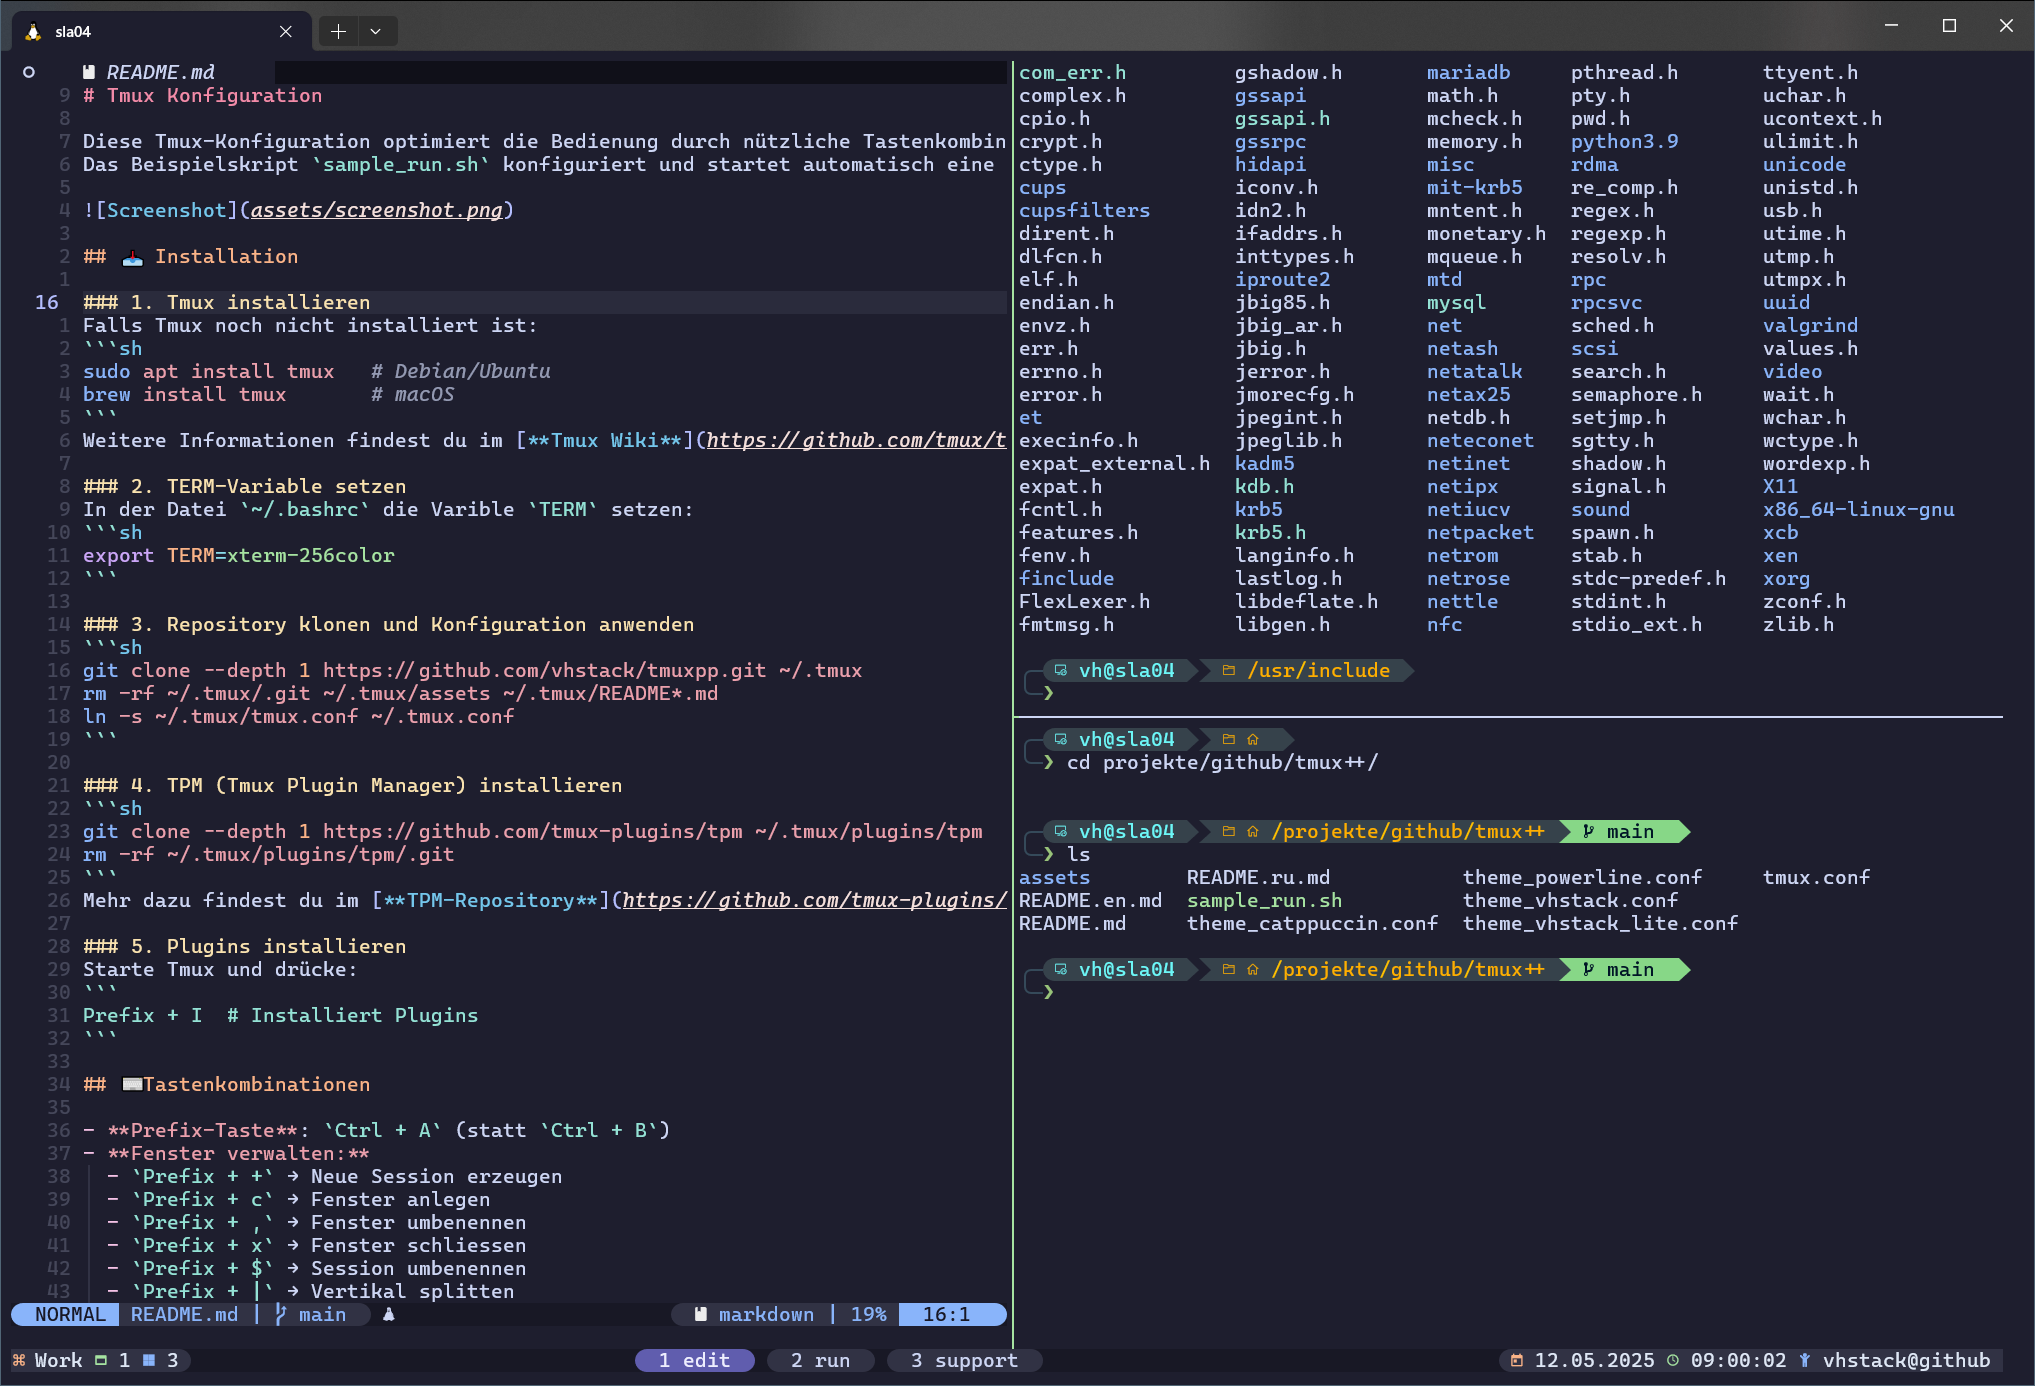 sla04
README.md
9 # Tmux Konfiguration
8
7 Diese Tmux-Konfiguration optimiert die Bedienung durch nützliche Tastenkombin
6 Das Beispielskript `sample_run.sh` konfiguriert und startet automatisch eine
5
4 ![Screenshot](assets/screenshot.png)
3
2 ## 📥 Installation
1
16 ### 1. Tmux installieren
1 Falls Tmux noch nicht installiert ist:
2 ```sh
3 sudo apt install tmux   # Debian/Ubuntu
4 brew install tmux       # macOS
5 ```
6 Weitere Informationen findest du im [**Tmux Wiki**](https://github.com/tmux/t
7
8 ### 2. TERM-Variable setzen
9 In der Datei `~/.bashrc` die Varible `TERM` setzen:
10 ```sh
11 export TERM=xterm-256color
12 ```
13
14 ### 3. Repository klonen und Konfiguration anwenden
15 ```sh
16 git clone --depth 1 https://github.com/vhstack/tmuxpp.git ~/.tmux
17 rm -rf ~/.tmux/.git ~/.tmux/assets ~/.tmux/README*.md
18 ln -s ~/.tmux/tmux.conf ~/.tmux.conf
19 ```
20
21 ### 4. TPM (Tmux Plugin Manager) installieren
22 ```sh
23 git clone --depth 1 https://github.com/tmux-plugins/tpm ~/.tmux/plugins/tpm
24 rm -rf ~/.tmux/plugins/tpm/.git
25 ```
26 Mehr dazu findest du im [**TPM-Repository**](https://github.com/tmux-plugins/
27
28 ### 5. Plugins installieren
29 Starte Tmux und drücke:
30 ```
31 Prefix + I  # Installiert Plugins
32 ```
33
34 ## ⌨️Tastenkombinationen
35
36 - **Prefix-Taste**: `Ctrl + A` (statt `Ctrl + B`)
37 - **Fenster verwalten:**
38   - `Prefix + +` → Neue Session erzeugen
39   - `Prefix + c` → Fenster anlegen
40   - `Prefix + ,` → Fenster umbenennen
41   - `Prefix + x` → Fenster schliessen
42   - `Prefix + $` → Session umbenennen
43   - `Prefix + |` → Vertikal splitten
NORMAL README.md | main markdown | 19% 16:1
com_err.h gshadow.h mariadb pthread.h ttyent.h
complex.h gssapi math.h pty.h uchar.h
cpio.h gssapi.h mcheck.h pwd.h ucontext.h
crypt.h gssrpc memory.h python3.9 ulimit.h
ctype.h hidapi misc rdma unicode
cups iconv.h mit-krb5 re_comp.h unistd.h
cupsfilters idn2.h mntent.h regex.h usb.h
dirent.h ifaddrs.h monetary.h regexp.h utime.h
dlfcn.h inttypes.h mqueue.h resolv.h utmp.h
elf.h iproute2 mtd rpc utmpx.h
endian.h jbig85.h mysql rpcsvc uuid
envz.h jbig_ar.h net sched.h valgrind
err.h jbig.h netash scsi values.h
errno.h jerror.h netatalk search.h video
error.h jmorecfg.h netax25 semaphore.h wait.h
et jpegint.h netdb.h setjmp.h wchar.h
execinfo.h jpeglib.h neteconet sgtty.h wctype.h
expat_external.h kadm5 netinet shadow.h wordexp.h
expat.h kdb.h netipx signal.h X11
fcntl.h krb5 netiucv sound x86_64-linux-gnu
features.h krb5.h netpacket spawn.h xcb
fenv.h langinfo.h netrom stab.h xen
finclude lastlog.h netrose stdc-predef.h xorg
FlexLexer.h libdeflate.h nettle stdint.h zconf.h
fmtmsg.h libgen.h nfc stdio_ext.h zlib.h
vh@sla04 /usr/include
❯
vh@sla04
❯ cd projekte/github/tmux++/
vh@sla04 /projekte/github/tmux++ main
❯ ls
assets README.ru.md theme_powerline.conf tmux.conf
README.en.md sample_run.sh theme_vhstack.conf
README.md theme_catppuccin.conf theme_vhstack_lite.conf
vh@sla04 /projekte/github/tmux++ main
❯
⌘ Work 1 3 1 edit 2 run 3 support 12.05.2025 09:00:02 vhstack@github